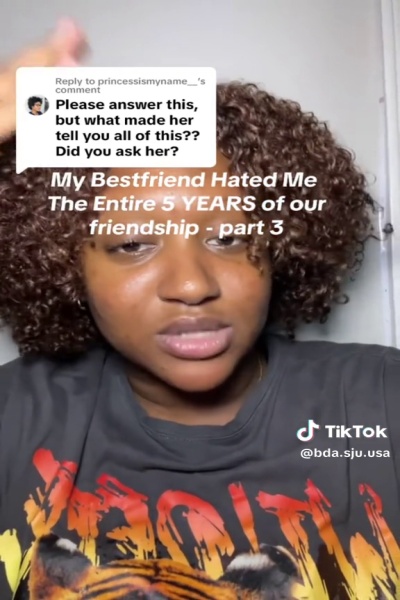 Reply to princessismyname__'s
comment
Please answer this,
but what made her
tell you all of this??
Did you ask her?
My Bestfriend Hated Me
The Entire 5 YEARS of our
friendship - part 3
TikTok
@bda.sju.usa